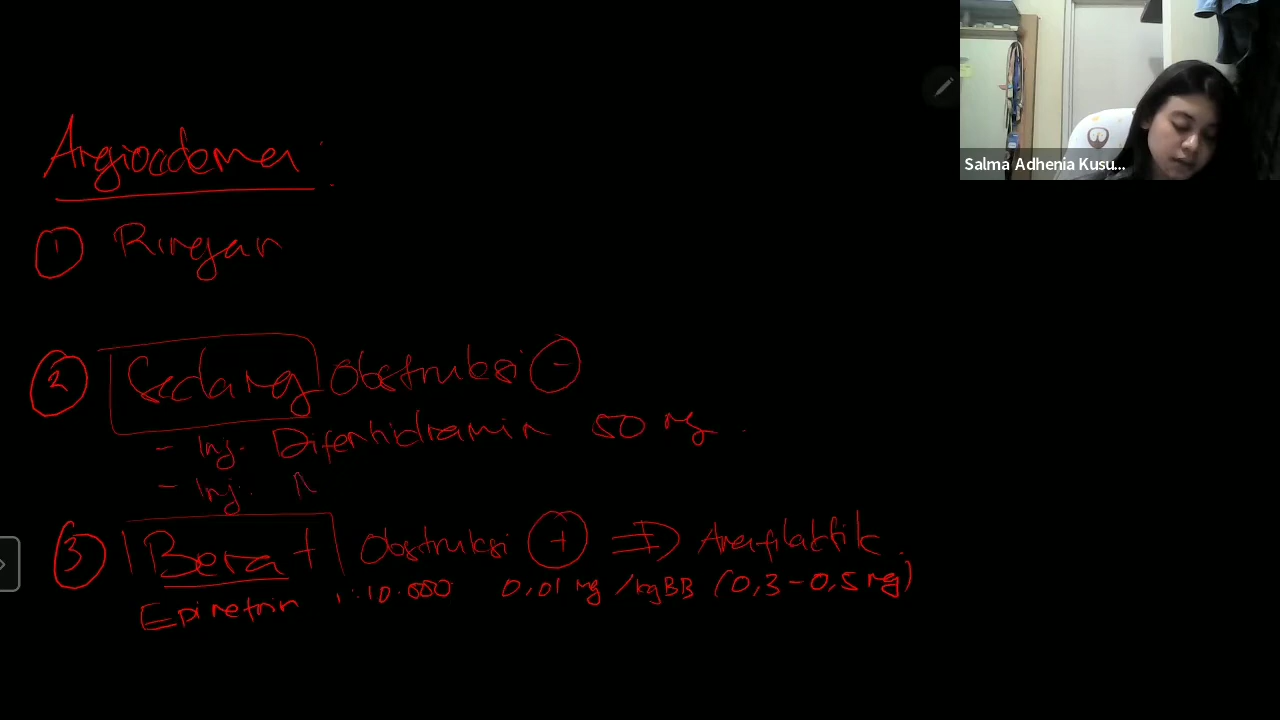 Angioedema :
① Ringan
② Sedang Obstruksi ⊖
- Inj. Difenhidramin 50 mg.
- Inj.
③ Berat Obstruksi ⊕ ⇒ Anafilaktik.
Epinefrin 1:10.000 0,01 mg/kgBB (0,3-0,5 mg)
Salma Adhenia Kusu...